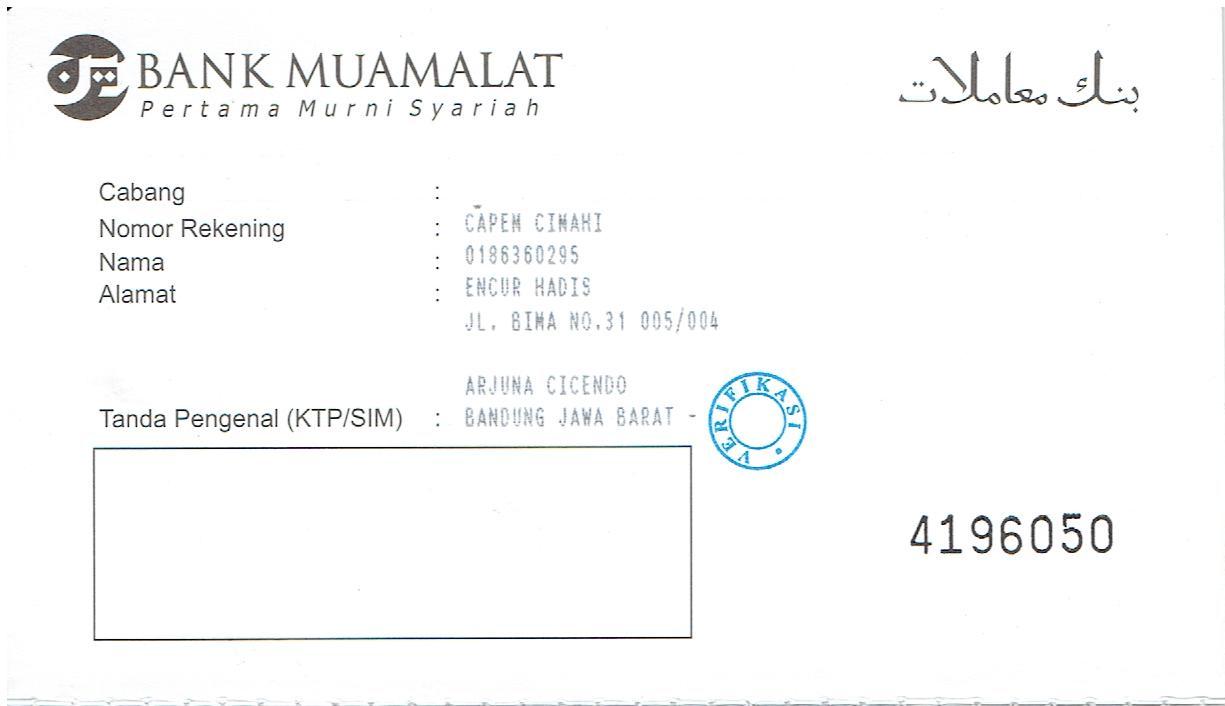 BANK MUAMALAT
Pertama Murni Syariah
بنك معاملات
Cabang :
Nomor Rekening : CAPEM CIMAHI
Nama : 0186360295
Alamat : ENCUR HADIS
JL. BIMA NO.31 005/004
ARJUNA CICENDO
Tanda Pengenal (KTP/SIM) : BANDUNG JAWA BARAT -
VERIFIKASI
4196050